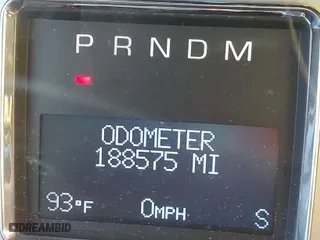 P R N D M
ODOMETER
188575 MI
93°F 0MPH S
DREAMBID